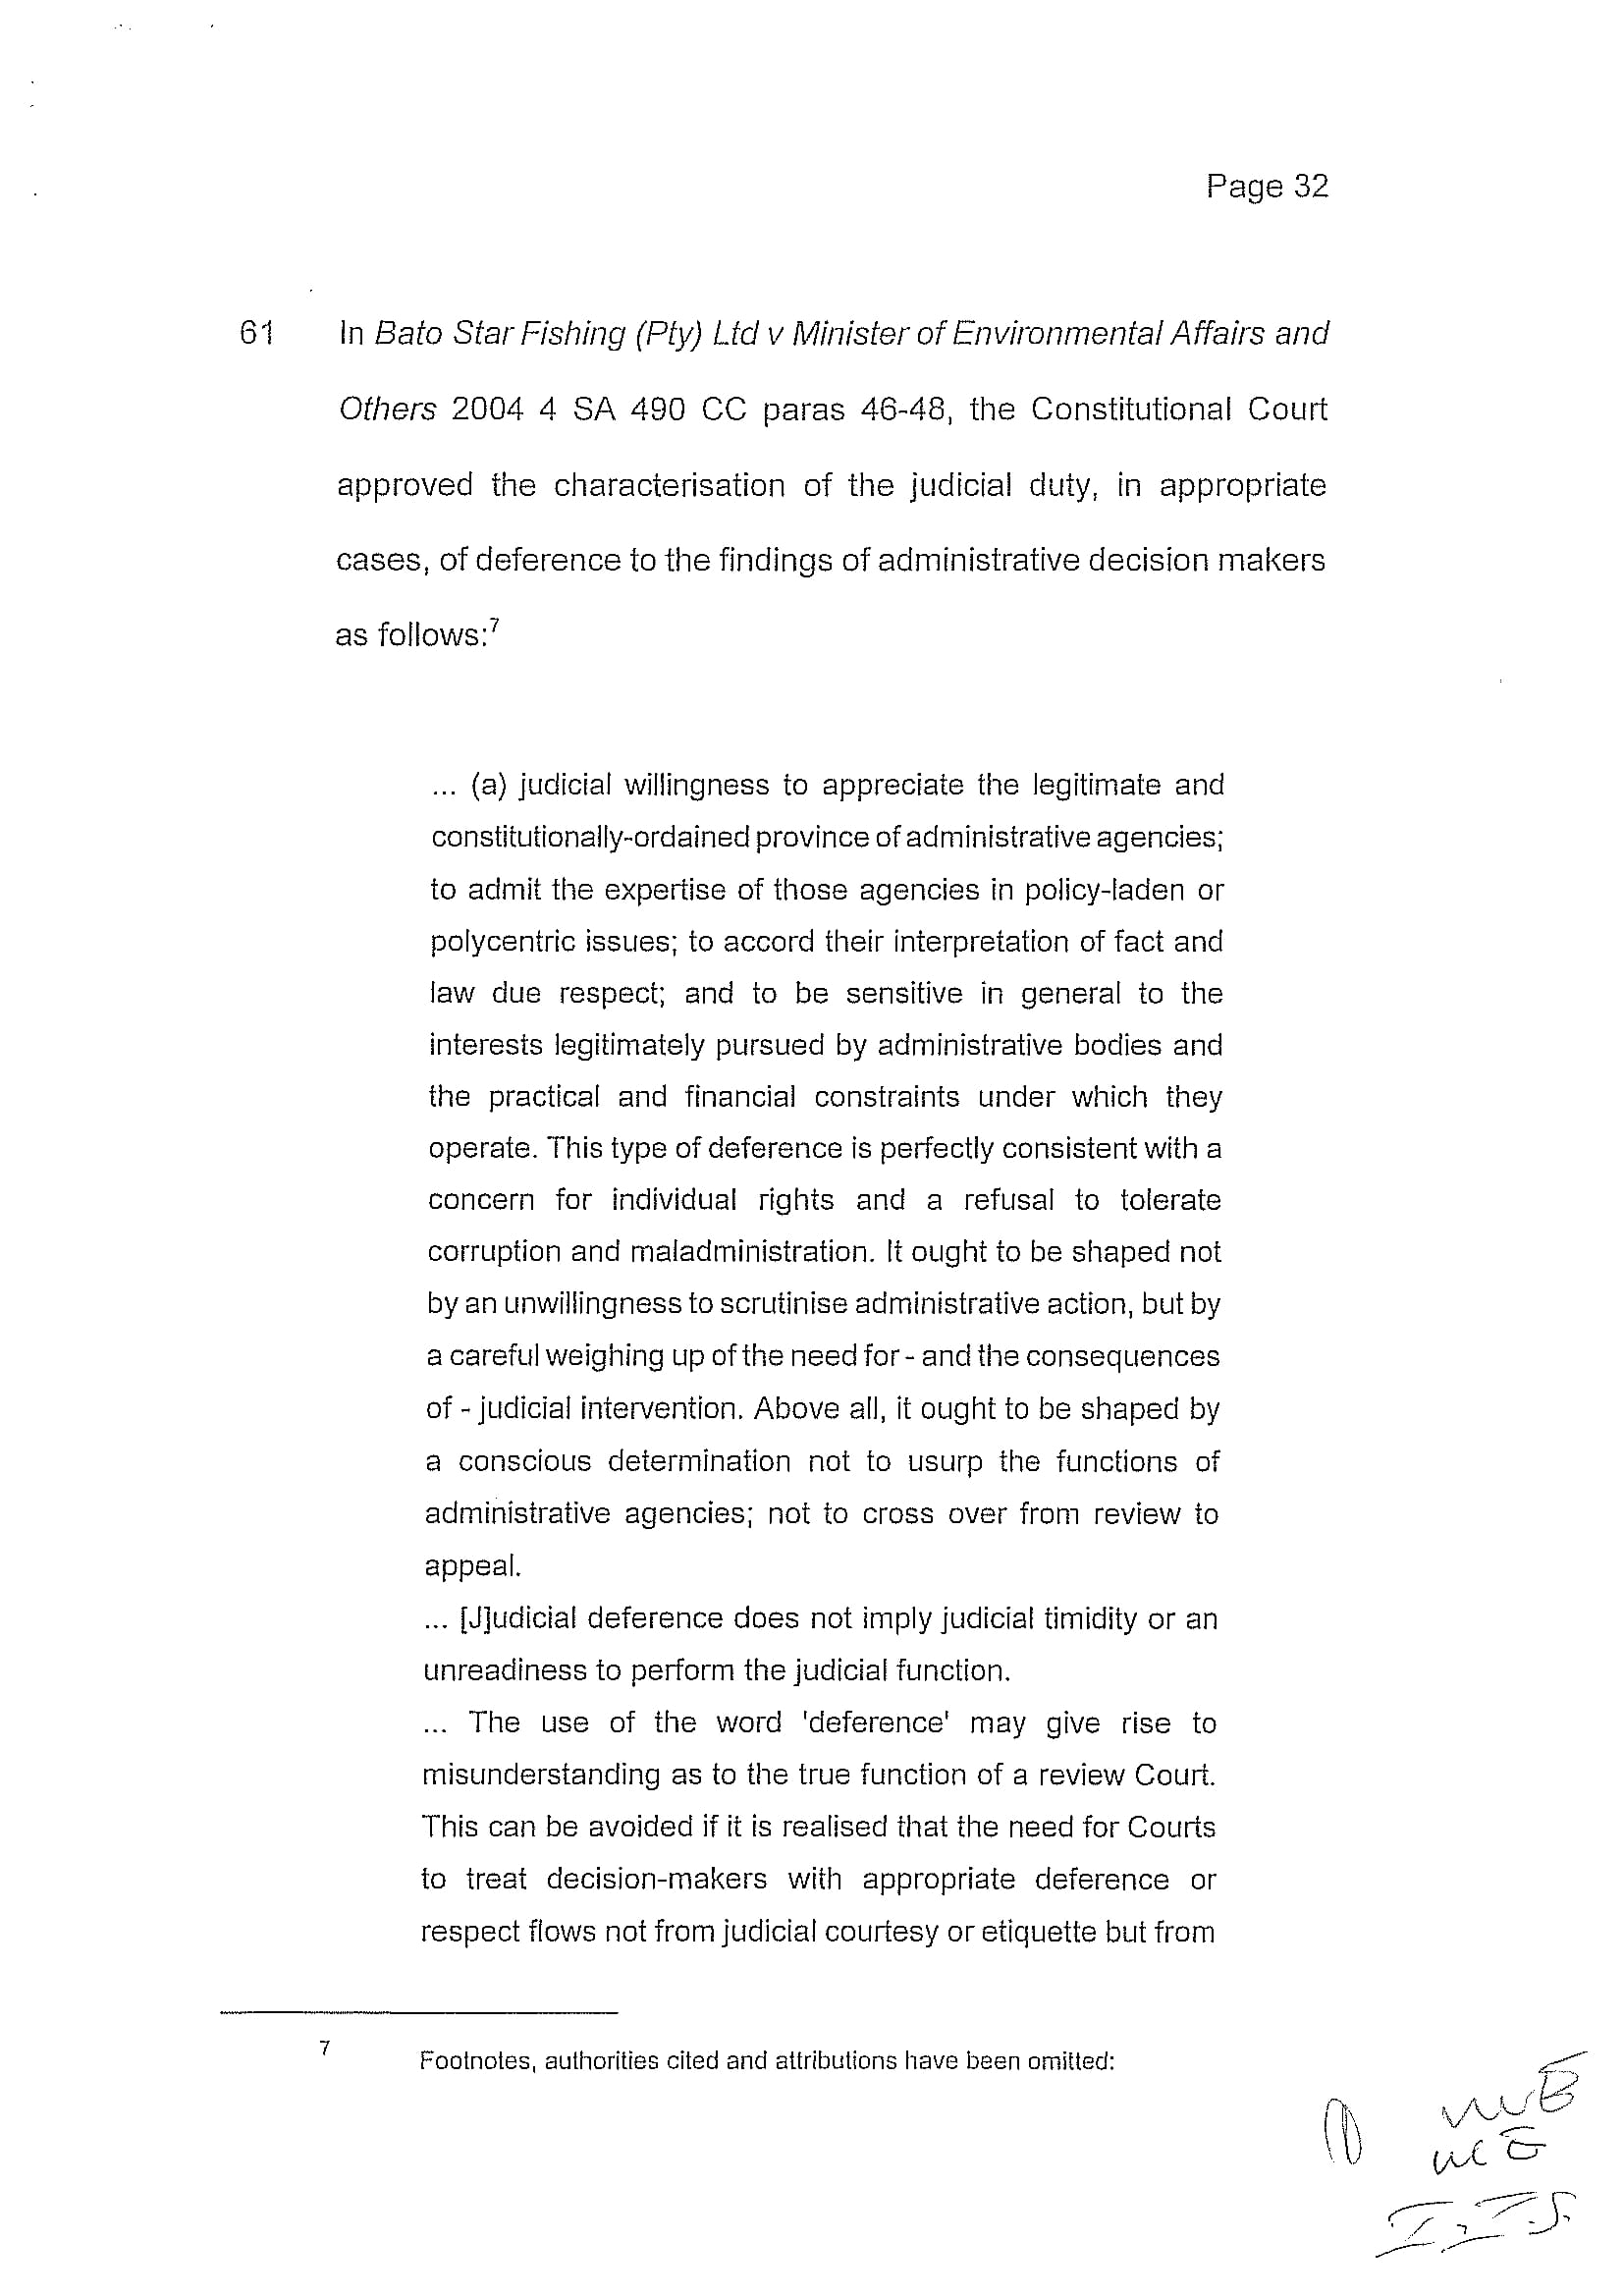 Page 32
61 In Bato Star Fishing (Pty) Ltd v Minister of Environmental Affairs and
Others 2004 4 SA 490 CC paras 46-48, the Constitutional Court
approved the characterisation of the judicial duty, in appropriate
cases, of deference to the findings of administrative decision makers
as follows:7
... (a) judicial willingness to appreciate the legitimate and
constitutionally-ordained province of administrative agencies;
to admit the expertise of those agencies in policy-laden or
polycentric issues; to accord their interpretation of fact and
law due respect; and to be sensitive in general to the
interests legitimately pursued by administrative bodies and
the practical and financial constraints under which they
operate. This type of deference is perfectly consistent with a
concern for individual rights and a refusal to tolerate
corruption and maladministration. It ought to be shaped not
by an unwillingness to scrutinise administrative action, but by
a careful weighing up of the need for - and the consequences
of - judicial intervention. Above all, it ought to be shaped by
a conscious determination not to usurp the functions of
administrative agencies; not to cross over from review to
appeal.
... [J]udicial deference does not imply judicial timidity or an
unreadiness to perform the judicial function.
... The use of the word 'deference' may give rise to
misunderstanding as to the true function of a review Court.
This can be avoided if it is realised that the need for Courts
to treat decision-makers with appropriate deference or
respect flows not from judicial courtesy or etiquette but from
7 Footnotes, authorities cited and attributions have been omitted: